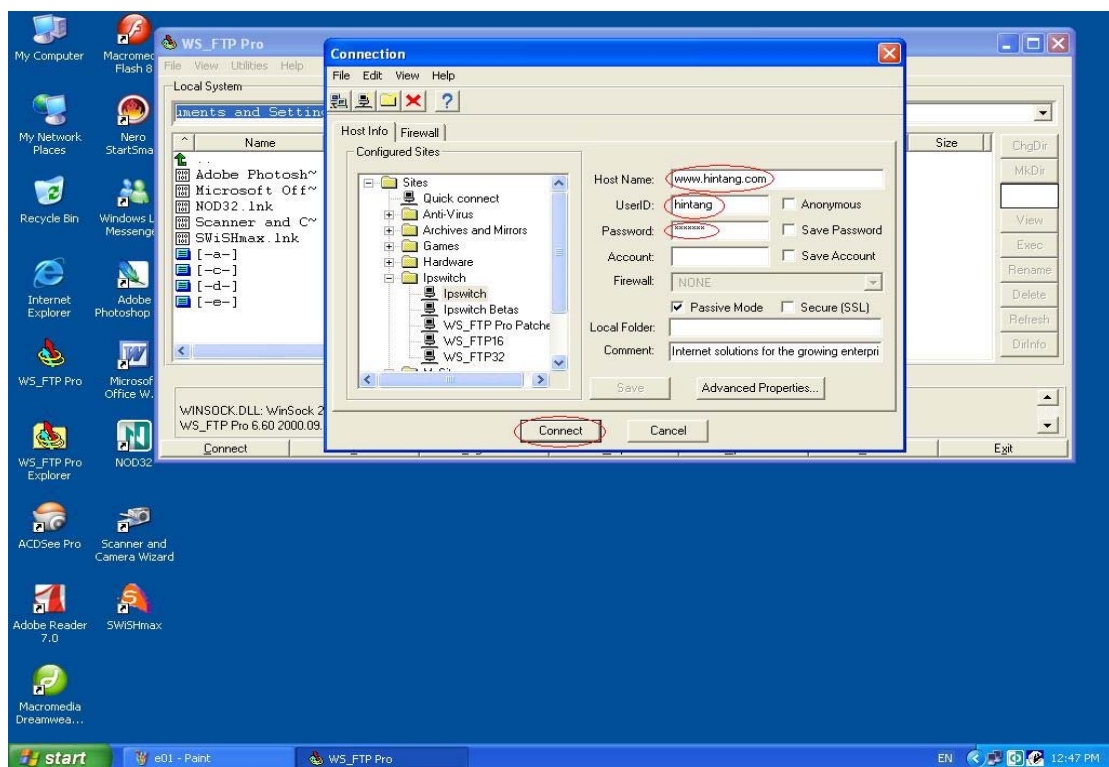 My Computer
Macromed
Flash 8
My Network
Places
Nero
StartSma
Recycle Bin
Windows L
Messenge
Internet
Explorer
Adobe
Photoshop
WS_FTP Pro
Microsof
Office W.
WS_FTP Pro
Explorer
NOD32
ACDSee Pro
Scanner and
Camera Wizard
Adobe Reader
7.0
SWiSHmax
Macromedia
Dreamwea...
WS_FTP Pro
File View Utilities Help
Local System
uments and Settin
^ Name
..
Adobe Photosh~
Microsoft Off~
NOD32.lnk
Scanner and C~
SWiSHmax.lnk
[-a-]
[-c-]
[-d-]
[-e-]
WINSOCK.DLL: WinSock 2
WS_FTP Pro 6.60 2000.09.
Connect
Connection
File Edit View Help
Host Info Firewall
Configured Sites
Sites
Quick connect
Anti-Virus
Archives and Mirrors
Games
Hardware
Ipswitch
Ipswitch
Ipswitch Betas
WS_FTP Pro Patche
WS_FTP16
WS_FTP32
Host Name: www.hintang.com
UserID: hintang Anonymous
Password: ******* Save Password
Account: Save Account
Firewall: NONE
Passive Mode Secure (SSL)
Local Folder:
Comment: Internet solutions for the growing enterpri
Save Advanced Properties...
Connect Cancel
Size
ChgDir
MkDir
View
Exec
Rename
Delete
Refresh
DirInfo
Exit
start
e01 - Paint
WS_FTP Pro
EN
12:47 PM